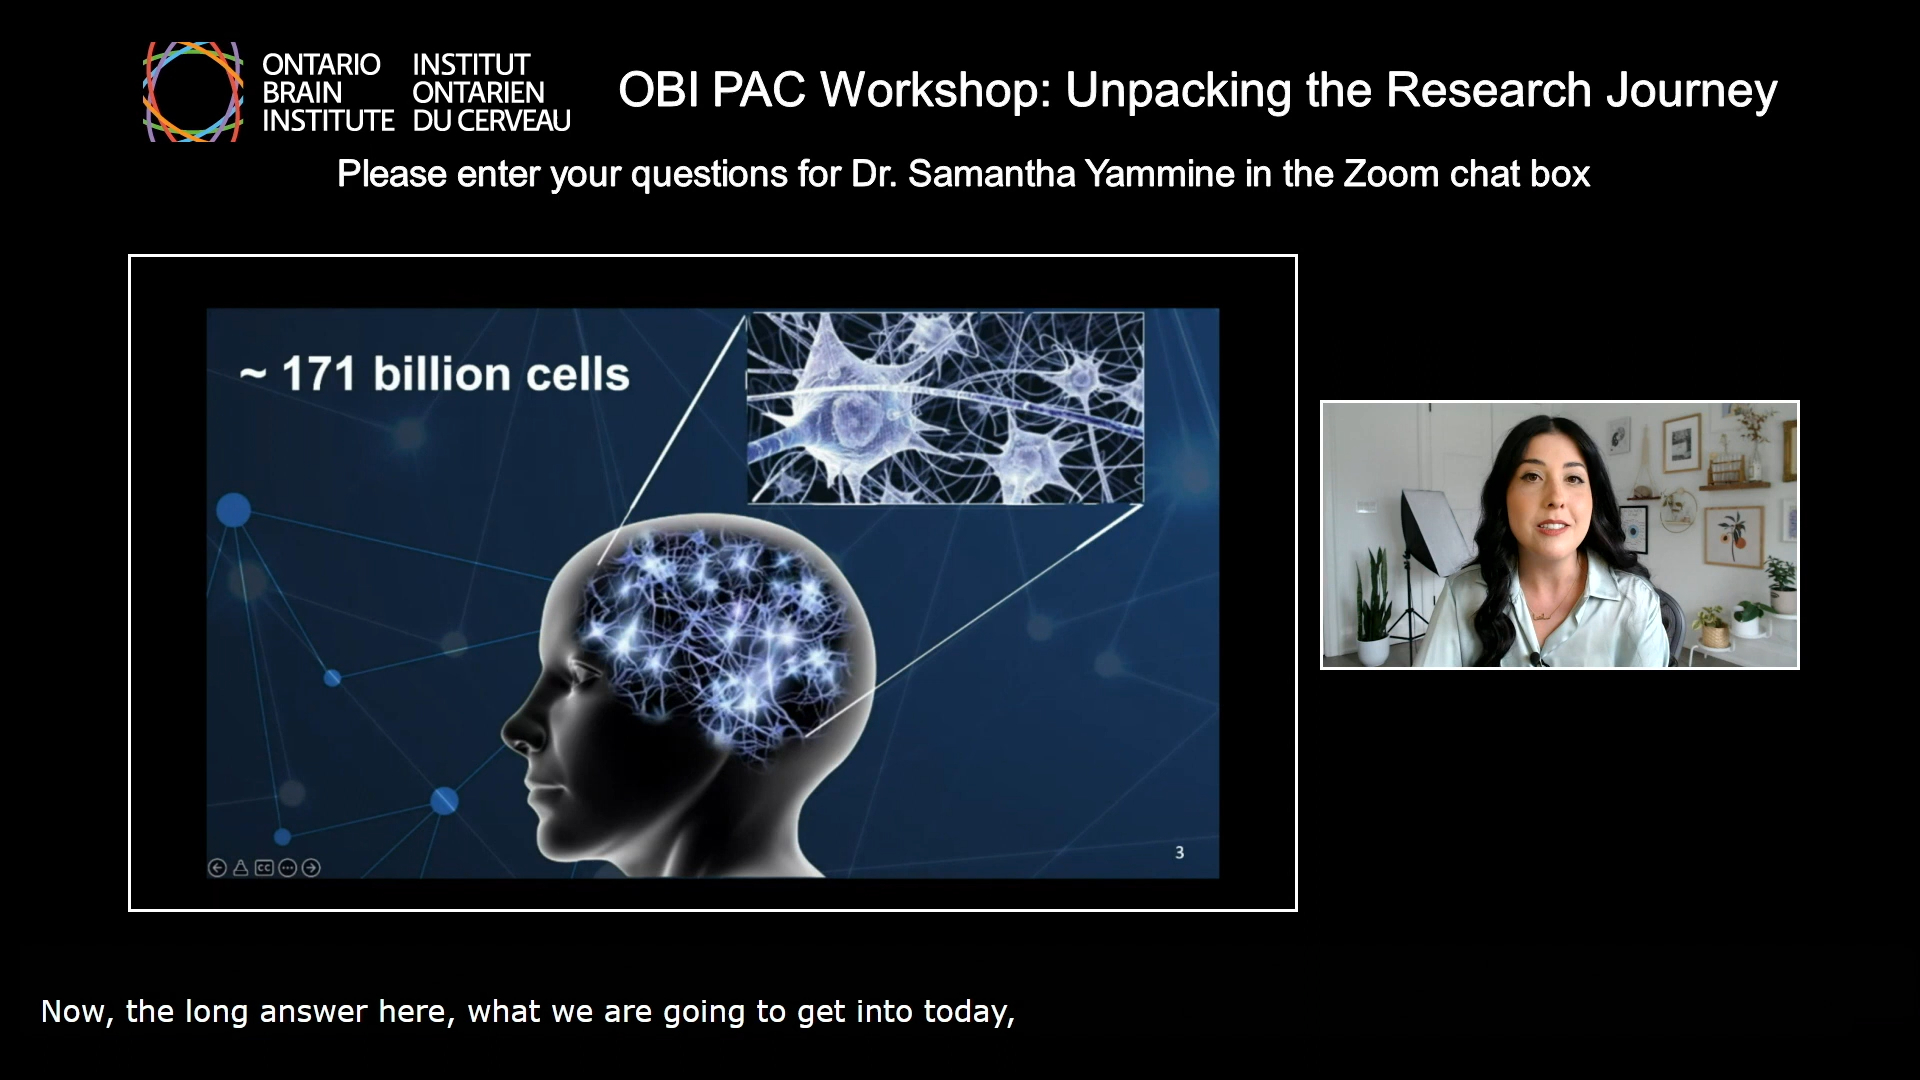 ONTARIO
BRAIN
INSTITUTE
INSTITUT
ONTARIEN
DU CERVEAU
OBI PAC Workshop: Unpacking the Research Journey
Please enter your questions for Dr. Samantha Yammine in the Zoom chat box
~ 171 billion cells
CC
3
Now, the long answer here, what we are going to get into today,